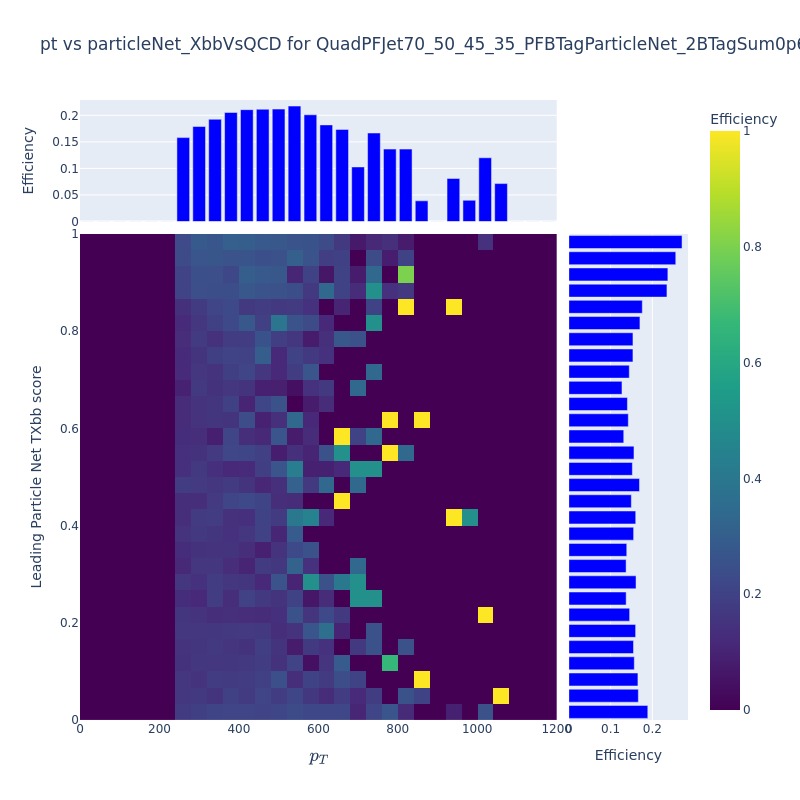 pt vs particleNet_XbbVsQCD for QuadPFJet70_50_45_35_PFBTagParticleNet_2BTagSum0p6
Efficiency
0.2
0.15
0.1
0.05
0
Efficiency
1
0.8
0.6
0.4
0.2
0
Leading Particle Net TXbb score
1
0.8
0.6
0.4
0.2
0
0 200 400 600 800 1000 1200
p_T
0 0.1 0.2
Efficiency